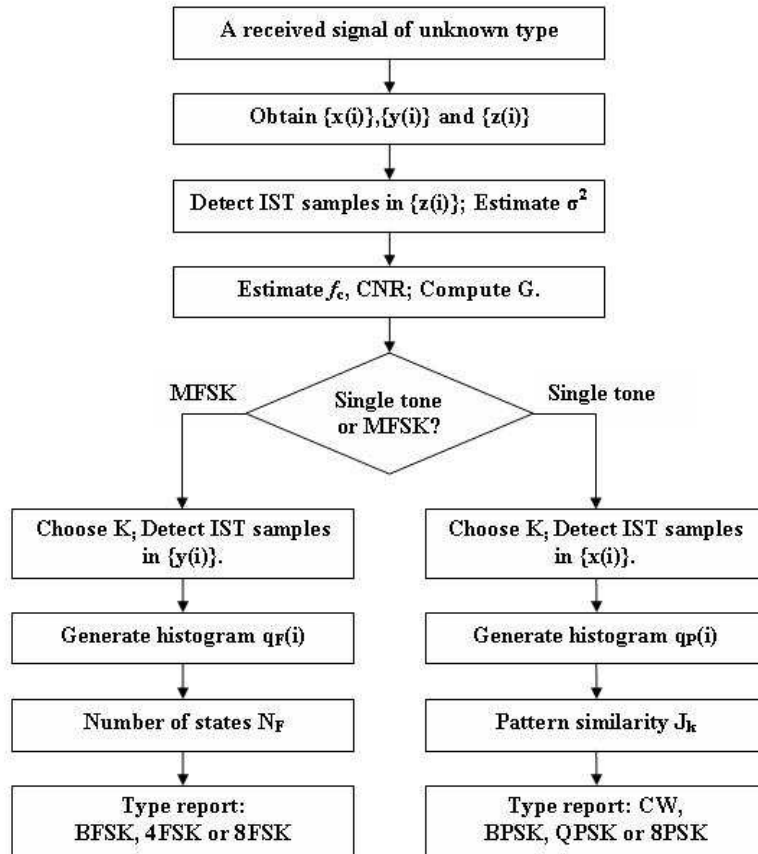 A received signal of unknown type
Obtain {x(i)},{y(i)} and {z(i)}
Detect IST samples in {z(i)}; Estimate σ²
Estimate fc, CNR; Compute G.
MFSK
Single tone
or MFSK?
Single tone
Choose K; Detect IST samples
in {y(i)}.
Generate histogram qF(i)
Number of states NF
Type report:
BFSK, 4FSK or 8FSK
Choose K; Detect IST samples
in {x(i)}.
Generate histogram qP(i)
Pattern similarity Jk
Type report: CW,
BPSK, QPSK or 8PSK